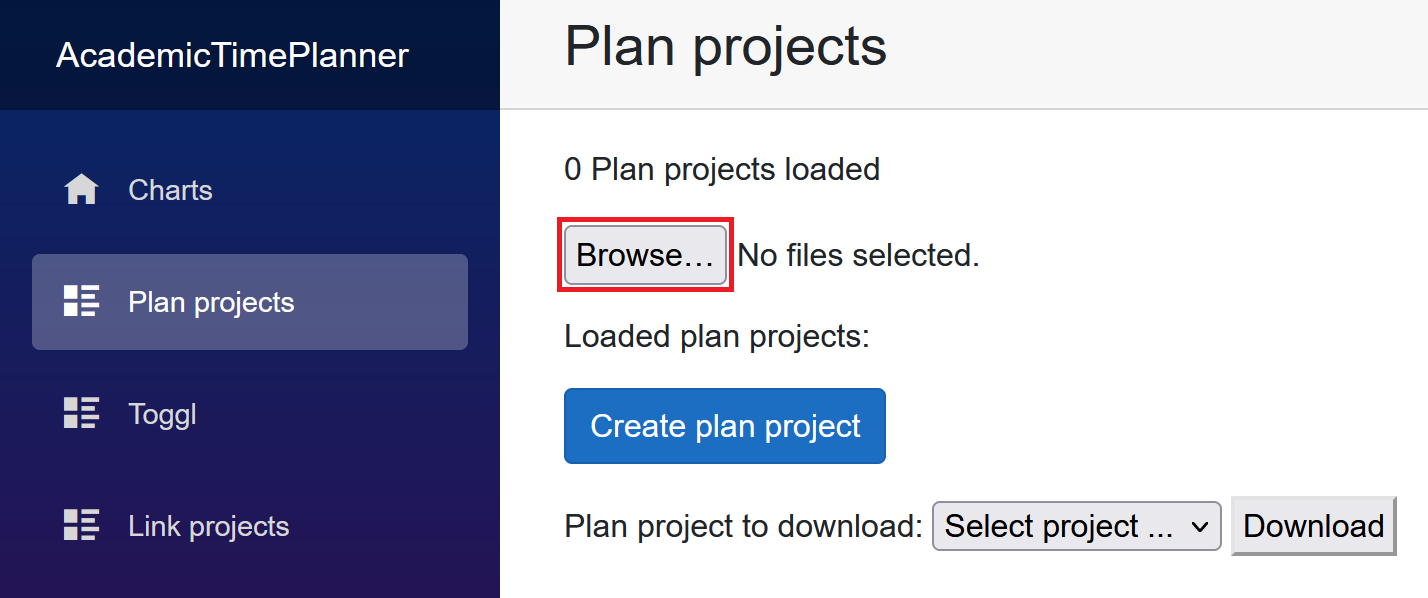 AcademicTimePlanner
Charts
Plan projects
Toggl
Link projects
Plan projects
0 Plan projects loaded
Browse… No files selected.
Loaded plan projects:
Create plan project
Plan project to download: Select project ... Download